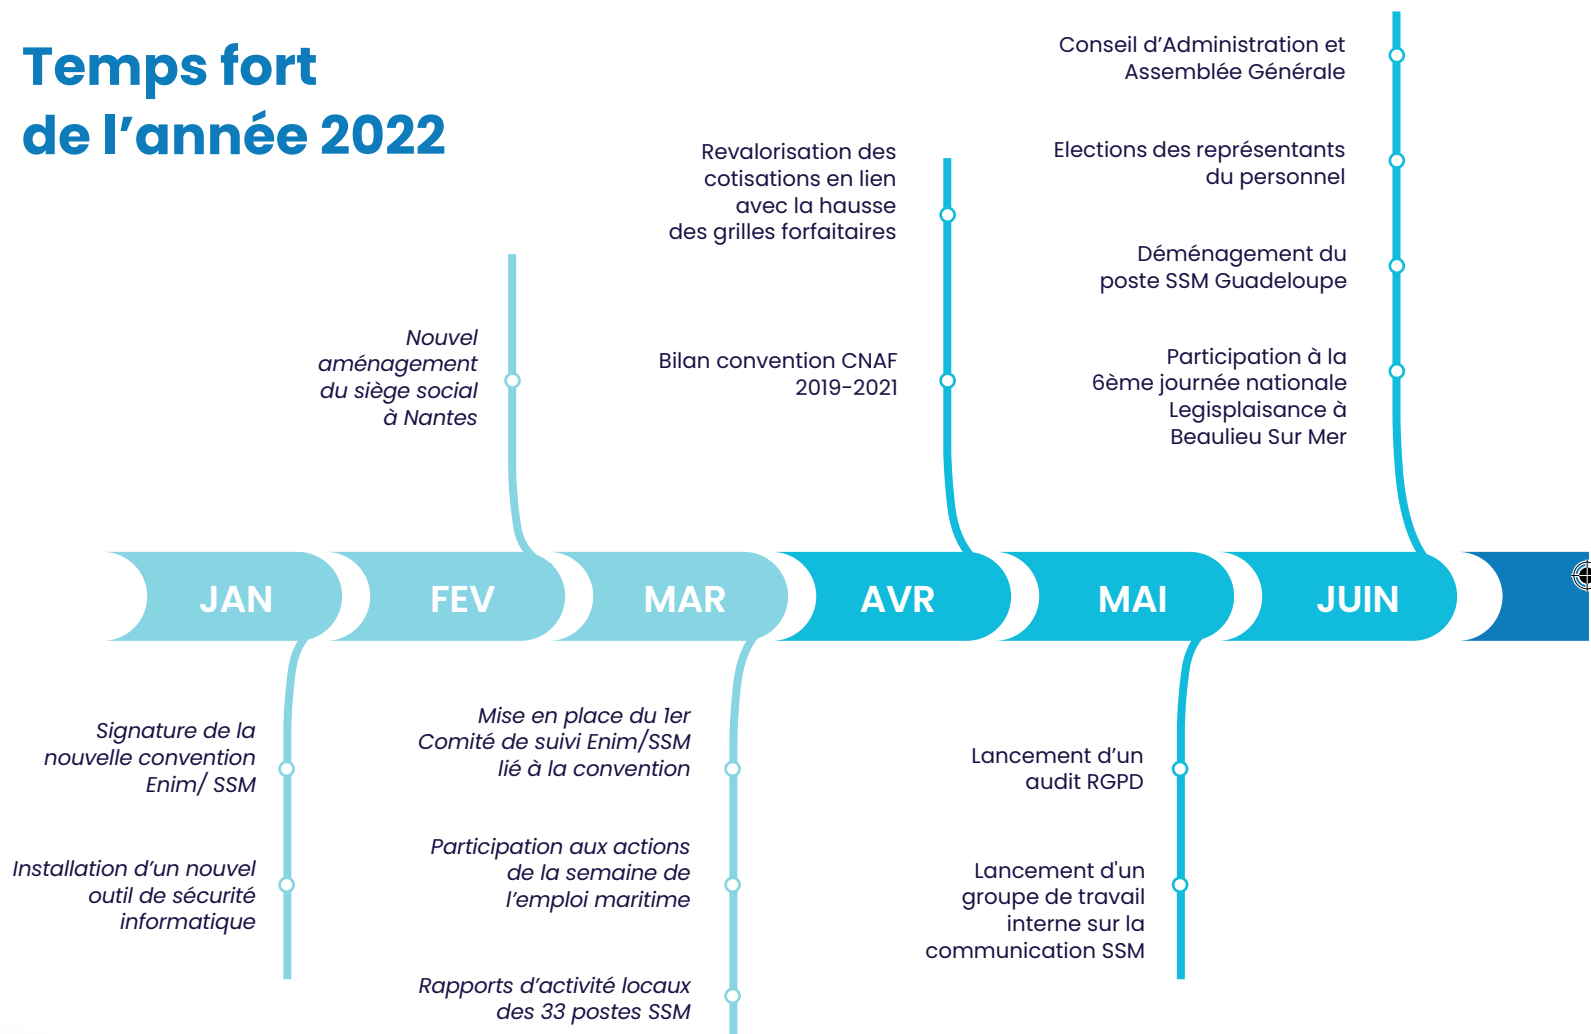 Temps fort
de l’année 2022
Conseil d’Administration et
Assemblée Générale
Elections des représentants
du personnel
Déménagement du
poste SSM Guadeloupe
Participation à la
6ème journée nationale
Legisplaisance à
Beaulieu Sur Mer
Revalorisation des
cotisations en lien
avec la hausse
des grilles forfaitaires
Bilan convention CNAF
2019-2021
Nouvel
aménagement
du siège social
à Nantes
JAN
FEV
MAR
AVR
MAI
JUIN
Signature de la
nouvelle convention
Enim/ SSM
Installation d’un nouvel
outil de sécurité
informatique
Mise en place du 1er
Comité de suivi Enim/SSM
lié à la convention
Participation aux actions
de la semaine de
l’emploi maritime
Rapports d’activité locaux
des 33 postes SSM
Lancement d’un
audit RGPD
Lancement d'un
groupe de travail
interne sur la
communication SSM